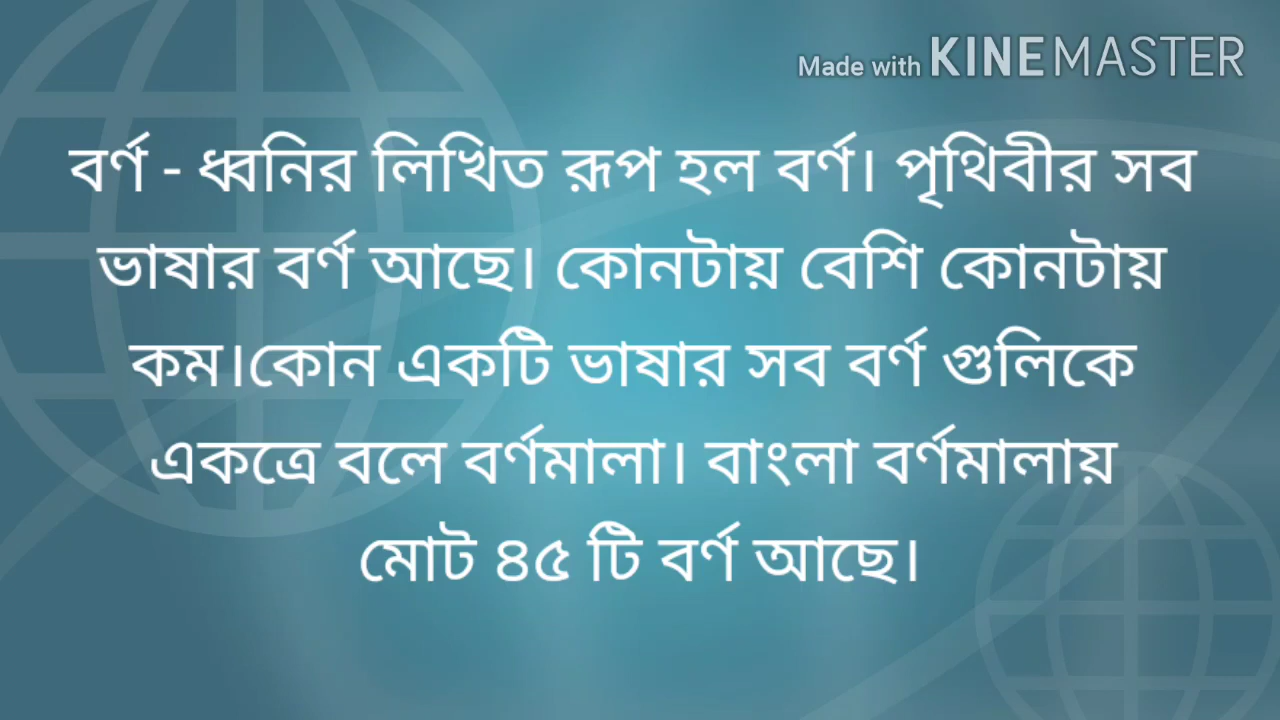 Made with KINEMASTER
বর্ণ - ধ্বনির লিখিত রূপ হল বর্ণ। পৃথিবীর সব
ভাষার বর্ণ আছে। কোনটায় বেশি কোনটায়
কম।কোন একটি ভাষার সব বর্ণ গুলিকে
একত্রে বলে বর্ণমালা। বাংলা বর্ণমালায়
মোট ৪৫ টি বর্ণ আছে।